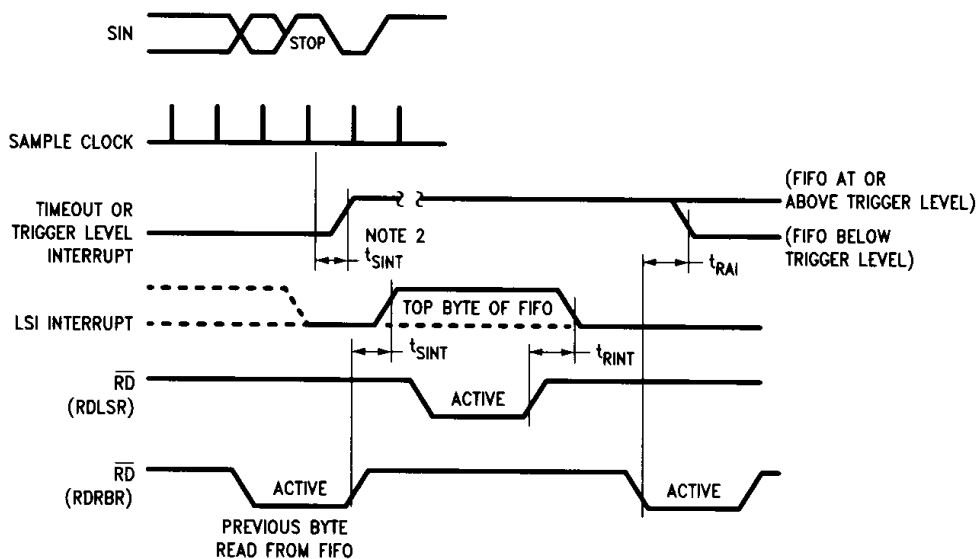 SIN
STOP
SAMPLE CLOCK
TIMEOUT OR
TRIGGER LEVEL
INTERRUPT
NOTE 2
tSINT
(FIFO AT OR
ABOVE TRIGGER LEVEL)
(FIFO BELOW
TRIGGER LEVEL)
tRAI
LSI INTERRUPT
TOP BYTE OF FIFO
tSINT
tRINT
RD
(RDLSR)
ACTIVE
RD
(RDRBR)
ACTIVE
ACTIVE
PREVIOUS BYTE
READ FROM FIFO